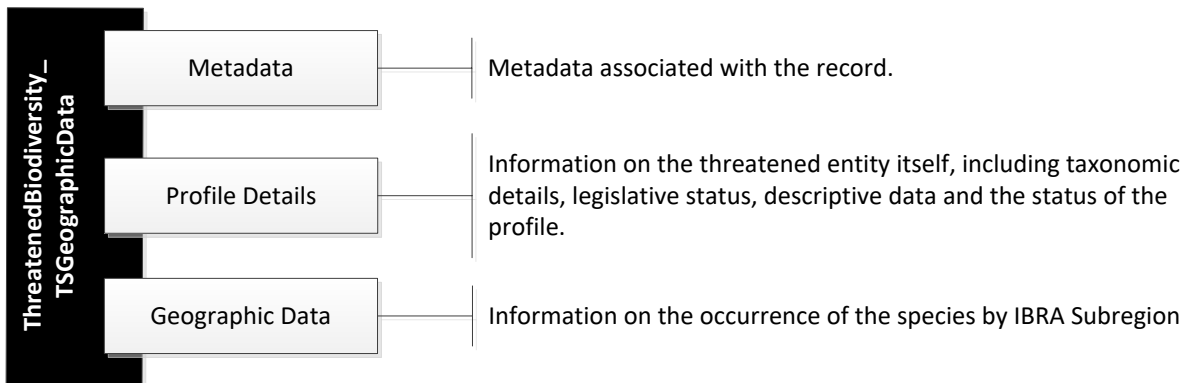 ThreatenedBiodiversity_
TSGeographicData
Metadata
Metadata associated with the record.
Profile Details
Information on the threatened entity itself, including taxonomic
details, legislative status, descriptive data and the status of the
profile.
Geographic Data
Information on the occurrence of the species by IBRA Subregion